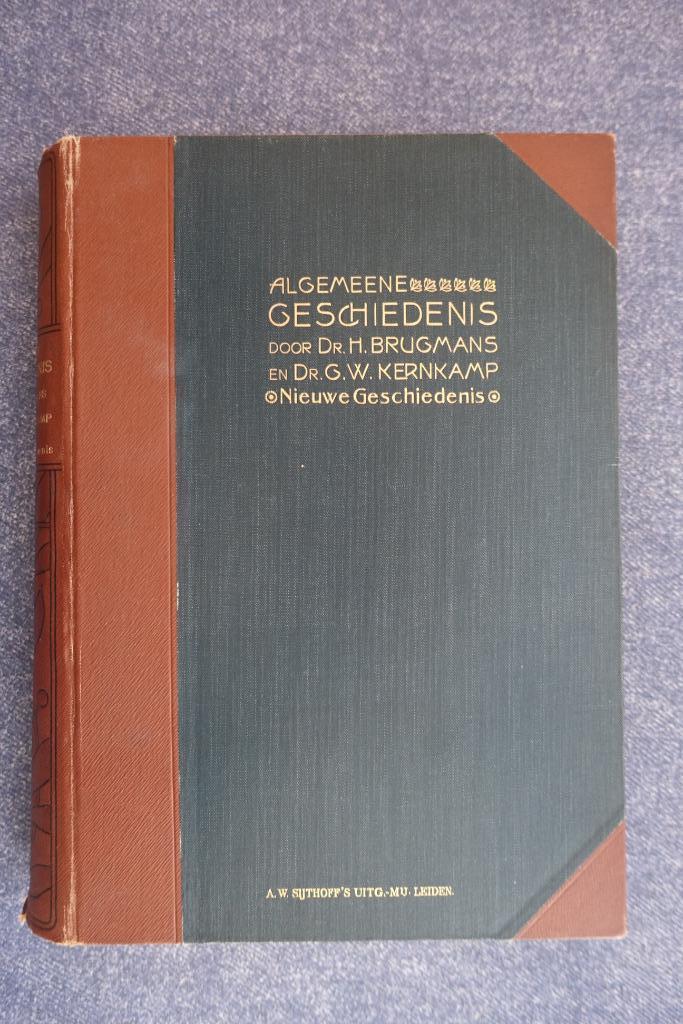 ALGEMEENE
GESCHIEDENIS
DOOR DR. H. BRUGMANS
EN DR. G. W. KERNKAMP
Nieuwe Geschiedenis
A. W. SIJTHOFF'S UITG.-MIJ. LEIDEN.